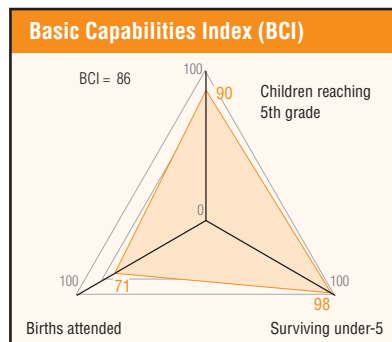 Basic Capabilities Index (BCI)
100
BCI = 86
90
Children reaching
5th grade
0
100
71
100
98
Births attended
Surviving under-5